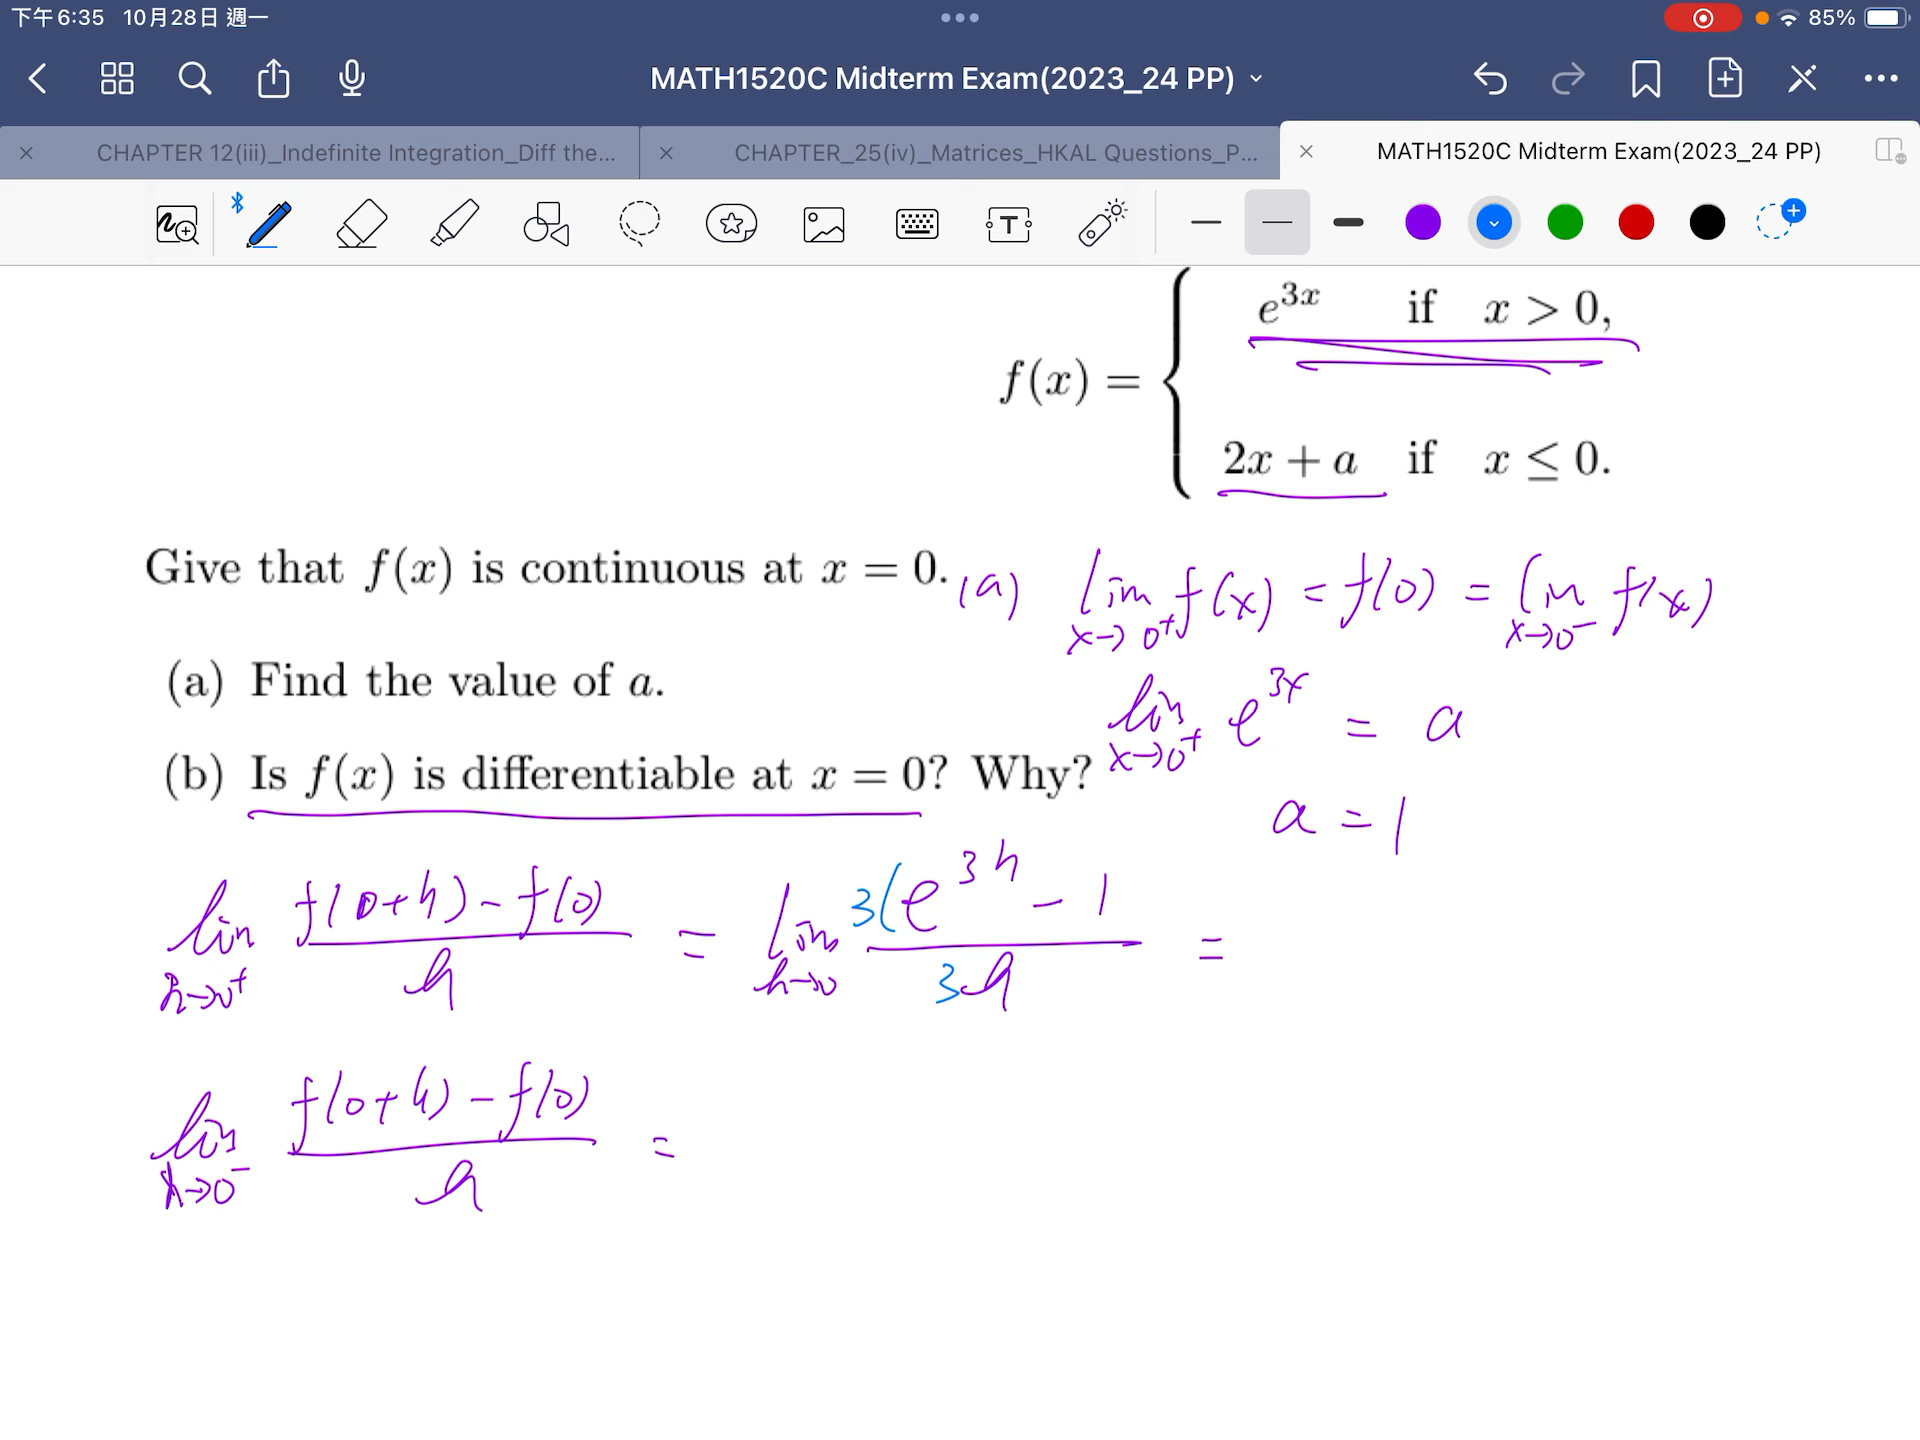 下午6:35 10月28日 週一 85%
MATH1520C Midterm Exam(2023_24 PP)
CHAPTER 12(iii)_Indefinite Integration_Diff the... CHAPTER_25(iv)_Matrices_HKAL Questions_P... MATH1520C Midterm Exam(2023_24 PP)
e^{3x} if x > 0,
f(x) =
2x + a if x ≤ 0.
Give that f(x) is continuous at x = 0.
(a) lim_{x→0⁺} f(x) = f(0) = lim_{x→0⁻} f(x)
(a) Find the value of a.
lim_{x→0⁺} e^{3x} = a
(b) Is f(x) is differentiable at x = 0? Why?
a = 1
lim_{h→0⁺} \frac{f(0+h) - f(0)}{h} = lim_{h→0} \frac{3(e^{3h} - 1}{3h} =
lim_{h→0⁻} \frac{f(0+h) - f(0)}{h} =